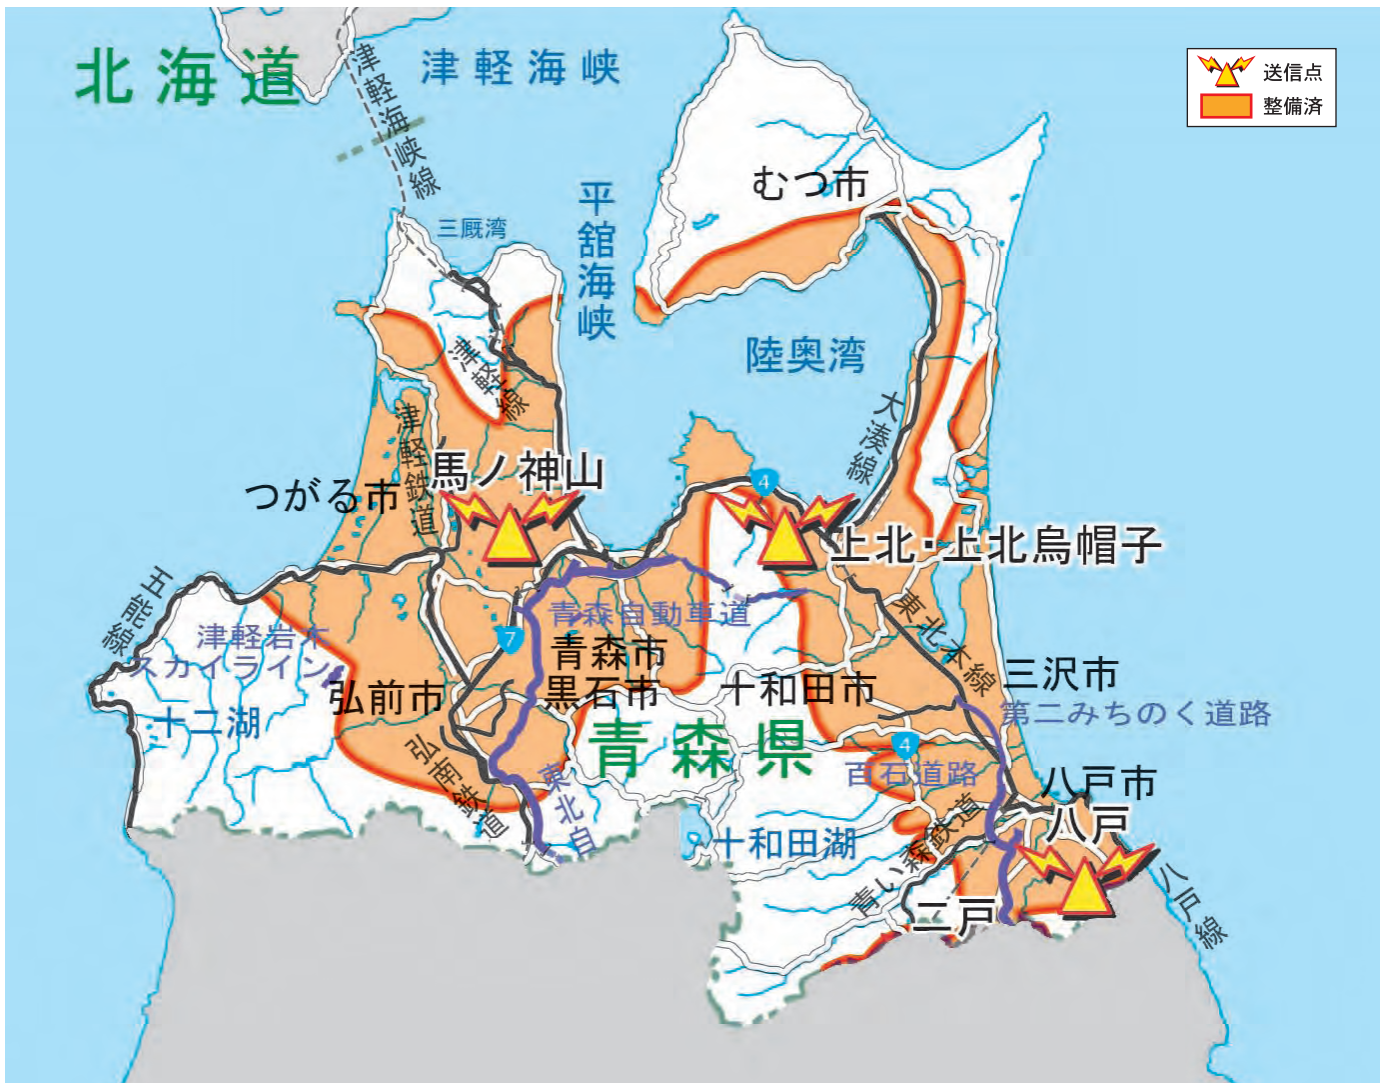 北海道
津軽海峡
送信点
整備済
津軽海峡線
三厩湾
平舘海峡
むつ市
陸奥湾
津軽線
大湊線
津軽鉄道
馬ノ神山
つがる市
4
上北・上北烏帽子
五能線
青森自動車道
東北本線
津軽岩木
スカイライン
7
青森市
黒石市
弘前市
十和田市
三沢市
第二みちのく道路
十二湖
青森県
4
弘南鉄道
東北自
百石道路
八戸市
八戸
十和田湖
青い森鉄道
二戸
八戸線